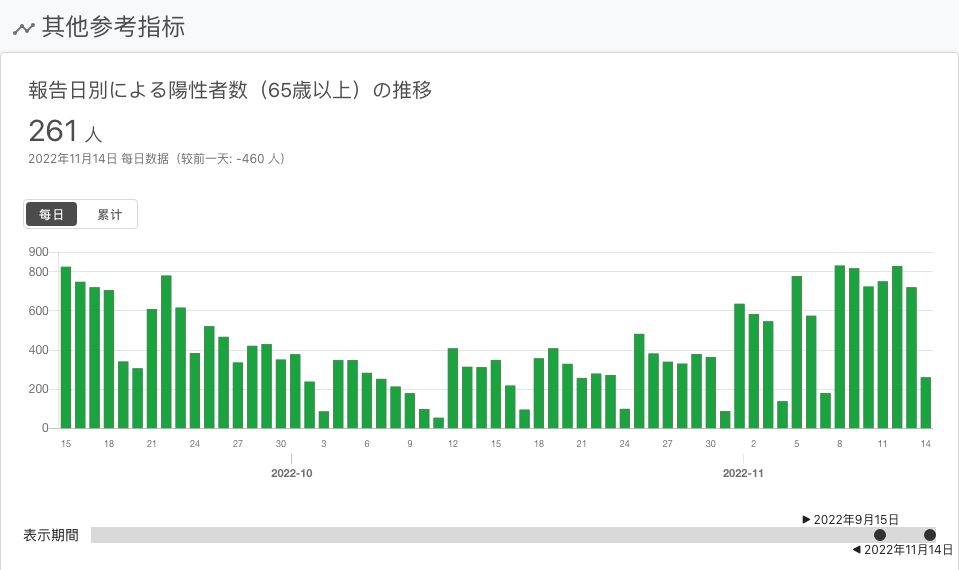 其他参考指标
報告日別による陽性者数（65歳以上）の推移
261 人
2022年11月14日 每日数据（较前一天: -460 人）
每日 累计
900
800
600
400
200
0
15 18 21 24 27 30 3 6 9 12 15 18 21 24 27 30 2 5 8 11 14
2022-10 2022-11
2022年9月15日
表示期間
2022年11月14日